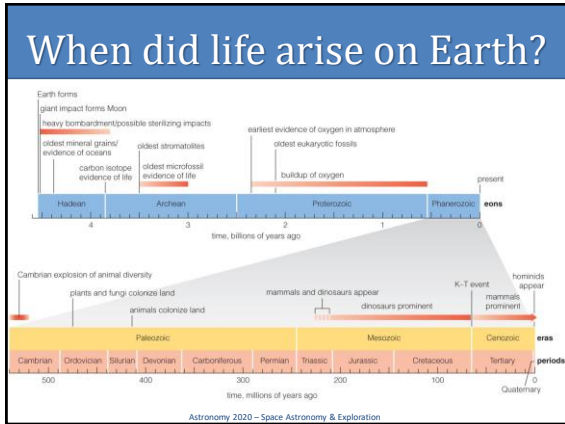 When did life arise on Earth?
Earth forms
giant impact forms Moon
heavy bombardment/possible sterilizing impacts
oldest mineral grains/
evidence of oceans
carbon isotope
evidence of life
oldest stromatolites
oldest microfossil
evidence of life
earliest evidence of oxygen in atmosphere
oldest eukaryotic fossils
buildup of oxygen
present
Hadean Archean Proterozoic Phanerozoic eons
4 3 2 1 0
time, billions of years ago
Cambrian explosion of animal diversity
plants and fungi colonize land
animals colonize land
mammals and dinosaurs appear
dinosaurs prominent
K–T event
mammals
prominent
hominids
appear
Paleozoic Mesozoic Cenozoic eras
Cambrian Ordovician Silurian Devonian Carboniferous Permian Triassic Jurassic Cretaceous Tertiary periods
500 400 300 200 100 0
Quaternary
time, millions of years ago
Astronomy 2020 – Space Astronomy & Exploration